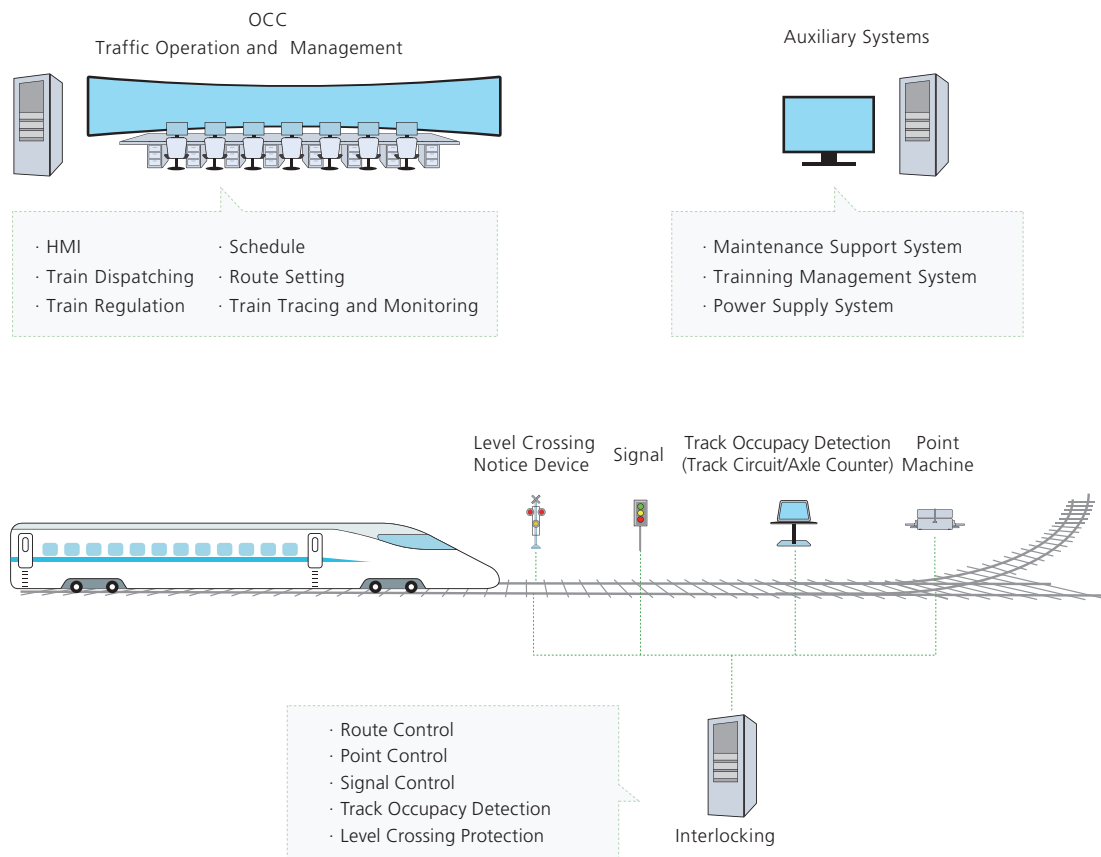 OCC
Traffic Operation and Management
Auxiliary Systems
· HMI
· Train Dispatching
· Train Regulation
· Schedule
· Route Setting
· Train Tracing and Monitoring
· Maintenance Support System
· Trainning Management System
· Power Supply System
Level Crossing
Notice Device
Signal
Track Occupancy Detection
(Track Circuit/Axle Counter)
Point
Machine
· Route Control
· Point Control
· Signal Control
· Track Occupancy Detection
· Level Crossing Protection
Interlocking